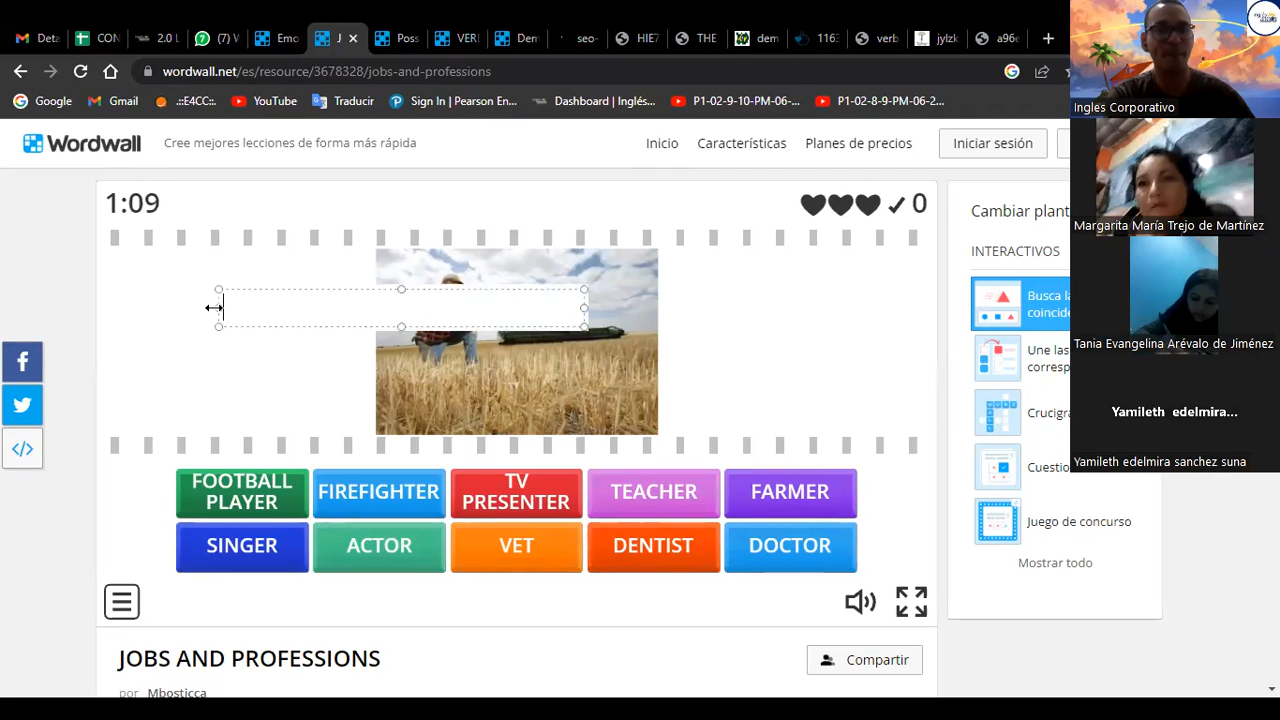 Deta
CON
2.0 L
(7) V
Emo
J
Poss
VERI
Dem
seo-
HIE7
THE
dem
1163
verb
jylzk
a96e
wordwall.net/es/resource/3678328/jobs-and-professions
Google
Gmail
.::E4CC::.
YouTube
Traducir
Sign In | Pearson En...
Dashboard | Inglés...
P1-02-9-10-PM-06-...
P1-02-8-9-PM-06-2...
Wordwall
Cree mejores lecciones de forma más rápida
Inicio
Características
Planes de precios
Iniciar sesión
1:09
0
FOOTBALL
PLAYER
FIREFIGHTER
TV
PRESENTER
TEACHER
FARMER
SINGER
ACTOR
VET
DENTIST
DOCTOR
JOBS AND PROFESSIONS
Compartir
por Mbosticca
Cambiar plant
INTERACTIVOS
Busca la
coincide
Une las
corresp
Crucigra
Cuestio
Juego de concurso
Mostrar todo
Ingles Corporativo
Margarita María Trejo de Martínez
Tania Evangelina Arévalo de Jiménez
Yamileth edelmira...
Yamileth edelmira sanchez suna